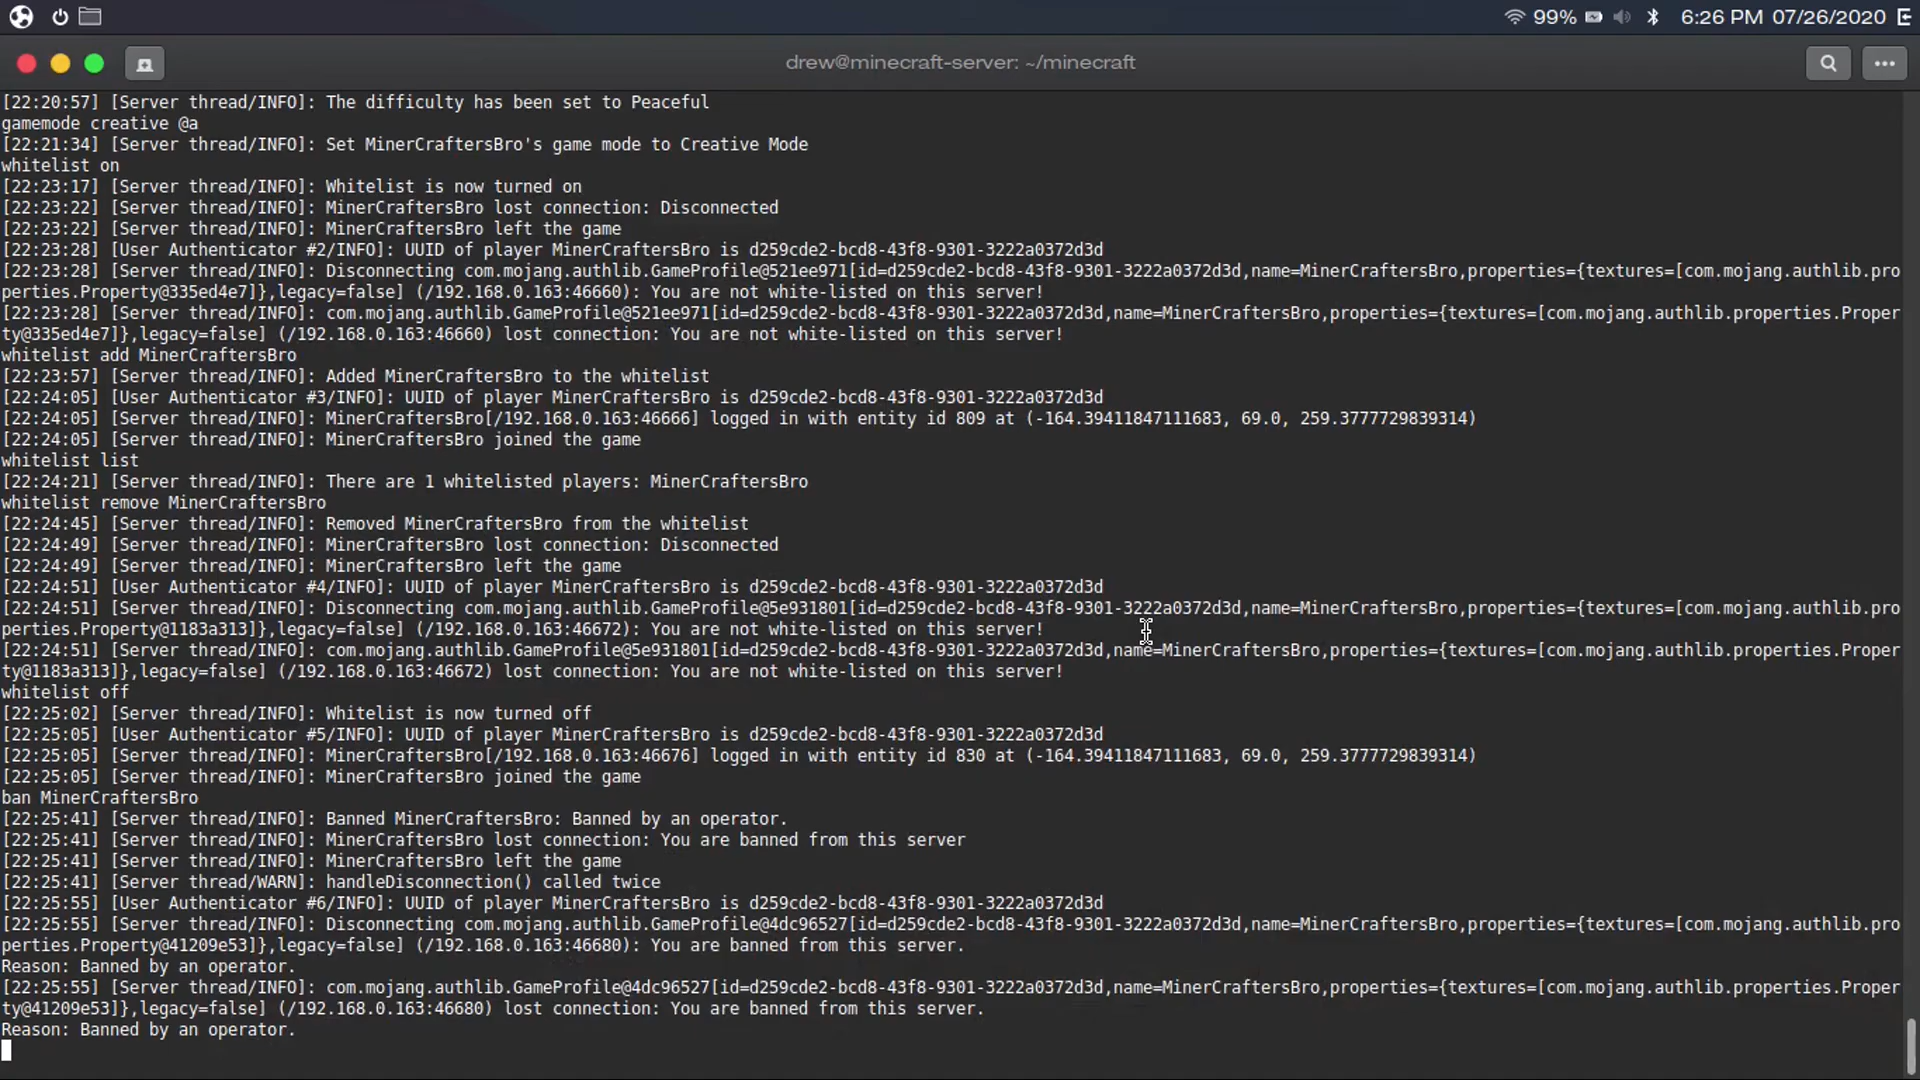 99% 6:26 PM 07/26/2020
drew@minecraft-server: ~/minecraft
[22:20:57] [Server thread/INFO]: The difficulty has been set to Peaceful
gamemode creative @a
[22:21:34] [Server thread/INFO]: Set MinerCraftersBro's game mode to Creative Mode
whitelist on
[22:23:17] [Server thread/INFO]: Whitelist is now turned on
[22:23:22] [Server thread/INFO]: MinerCraftersBro lost connection: Disconnected
[22:23:22] [Server thread/INFO]: MinerCraftersBro left the game
[22:23:28] [User Authenticator #2/INFO]: UUID of player MinerCraftersBro is d259cde2-bcd8-43f8-9301-3222a0372d3d
[22:23:28] [Server thread/INFO]: Disconnecting com.mojang.authlib.GameProfile@521ee971[id=d259cde2-bcd8-43f8-9301-3222a0372d3d,name=MinerCraftersBro,properties={textures=[com.mojang.authlib.pro
perties.Property@335ed4e7]},legacy=false] (/192.168.0.163:46660): You are not white-listed on this server!
[22:23:28] [Server thread/INFO]: com.mojang.authlib.GameProfile@521ee971[id=d259cde2-bcd8-43f8-9301-3222a0372d3d,name=MinerCraftersBro,properties={textures=[com.mojang.authlib.properties.Proper
ty@335ed4e7]},legacy=false] (/192.168.0.163:46660) lost connection: You are not white-listed on this server!
whitelist add MinerCraftersBro
[22:23:57] [Server thread/INFO]: Added MinerCraftersBro to the whitelist
[22:24:05] [User Authenticator #3/INFO]: UUID of player MinerCraftersBro is d259cde2-bcd8-43f8-9301-3222a0372d3d
[22:24:05] [Server thread/INFO]: MinerCraftersBro[/192.168.0.163:46666] logged in with entity id 809 at (-164.39411847111683, 69.0, 259.3777729839314)
[22:24:05] [Server thread/INFO]: MinerCraftersBro joined the game
whitelist list
[22:24:21] [Server thread/INFO]: There are 1 whitelisted players: MinerCraftersBro
whitelist remove MinerCraftersBro
[22:24:45] [Server thread/INFO]: Removed MinerCraftersBro from the whitelist
[22:24:49] [Server thread/INFO]: MinerCraftersBro lost connection: Disconnected
[22:24:49] [Server thread/INFO]: MinerCraftersBro left the game
[22:24:51] [User Authenticator #4/INFO]: UUID of player MinerCraftersBro is d259cde2-bcd8-43f8-9301-3222a0372d3d
[22:24:51] [Server thread/INFO]: Disconnecting com.mojang.authlib.GameProfile@5e931801[id=d259cde2-bcd8-43f8-9301-3222a0372d3d,name=MinerCraftersBro,properties={textures=[com.mojang.authlib.pro
perties.Property@1183a313]},legacy=false] (/192.168.0.163:46672): You are not white-listed on this server!
[22:24:51] [Server thread/INFO]: com.mojang.authlib.GameProfile@5e931801[id=d259cde2-bcd8-43f8-9301-3222a0372d3d,name=MinerCraftersBro,properties={textures=[com.mojang.authlib.properties.Proper
ty@1183a313]},legacy=false] (/192.168.0.163:46672) lost connection: You are not white-listed on this server!
whitelist off
[22:25:02] [Server thread/INFO]: Whitelist is now turned off
[22:25:05] [User Authenticator #5/INFO]: UUID of player MinerCraftersBro is d259cde2-bcd8-43f8-9301-3222a0372d3d
[22:25:05] [Server thread/INFO]: MinerCraftersBro[/192.168.0.163:46676] logged in with entity id 830 at (-164.39411847111683, 69.0, 259.3777729839314)
[22:25:05] [Server thread/INFO]: MinerCraftersBro joined the game
ban MinerCraftersBro
[22:25:41] [Server thread/INFO]: Banned MinerCraftersBro: Banned by an operator.
[22:25:41] [Server thread/INFO]: MinerCraftersBro lost connection: You are banned from this server
[22:25:41] [Server thread/INFO]: MinerCraftersBro left the game
[22:25:41] [Server thread/WARN]: handleDisconnection() called twice
[22:25:55] [User Authenticator #6/INFO]: UUID of player MinerCraftersBro is d259cde2-bcd8-43f8-9301-3222a0372d3d
[22:25:55] [Server thread/INFO]: Disconnecting com.mojang.authlib.GameProfile@4dc96527[id=d259cde2-bcd8-43f8-9301-3222a0372d3d,name=MinerCraftersBro,properties={textures=[com.mojang.authlib.pro
perties.Property@41209e53]},legacy=false] (/192.168.0.163:46680): You are banned from this server.
Reason: Banned by an operator.
[22:25:55] [Server thread/INFO]: com.mojang.authlib.GameProfile@4dc96527[id=d259cde2-bcd8-43f8-9301-3222a0372d3d,name=MinerCraftersBro,properties={textures=[com.mojang.authlib.properties.Proper
ty@41209e53]},legacy=false] (/192.168.0.163:46680) lost connection: You are banned from this server.
Reason: Banned by an operator.